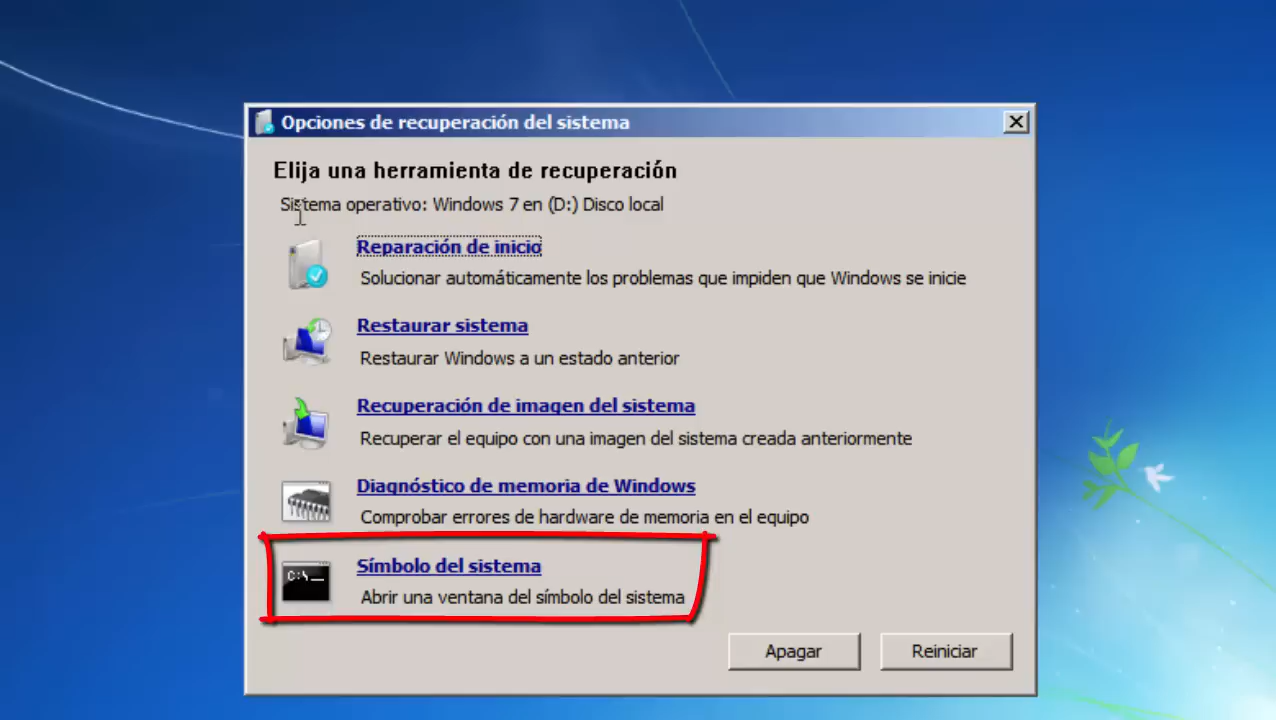 Opciones de recuperación del sistema
Elija una herramienta de recuperación
Sistema operativo: Windows 7 en (D:) Disco local
Reparación de inicio
Solucionar automáticamente los problemas que impiden que Windows se inicie
Restaurar sistema
Restaurar Windows a un estado anterior
Recuperación de imagen del sistema
Recuperar el equipo con una imagen del sistema creada anteriormente
Diagnóstico de memoria de Windows
Comprobar errores de hardware de memoria en el equipo
C:\_
Símbolo del sistema
Abrir una ventana del símbolo del sistema
Apagar
Reiniciar